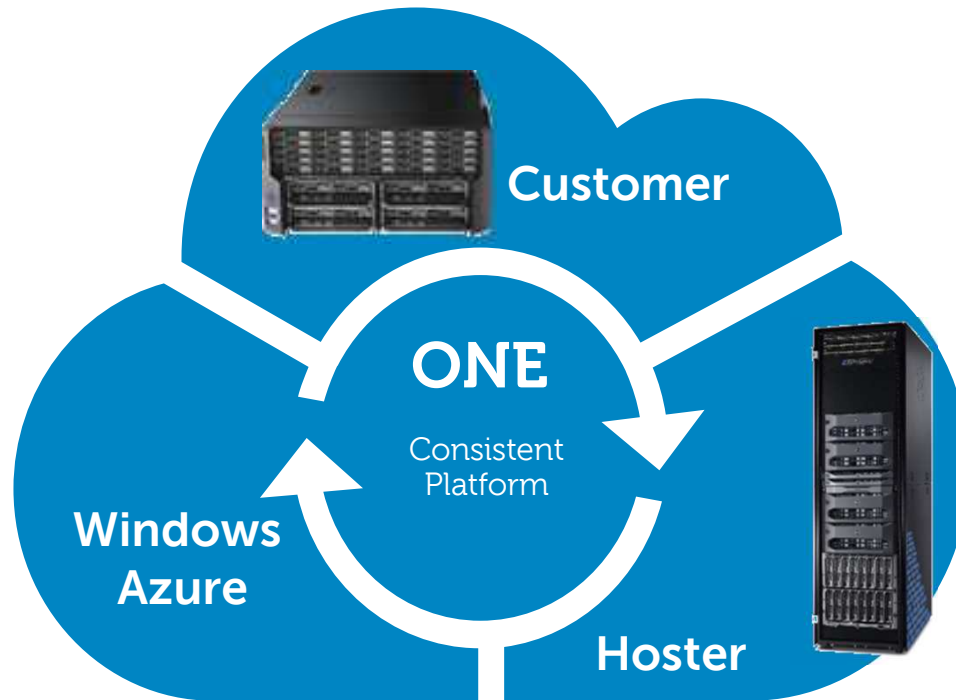 Customer
ONE
Consistent
Platform
Windows
Azure
Hoster